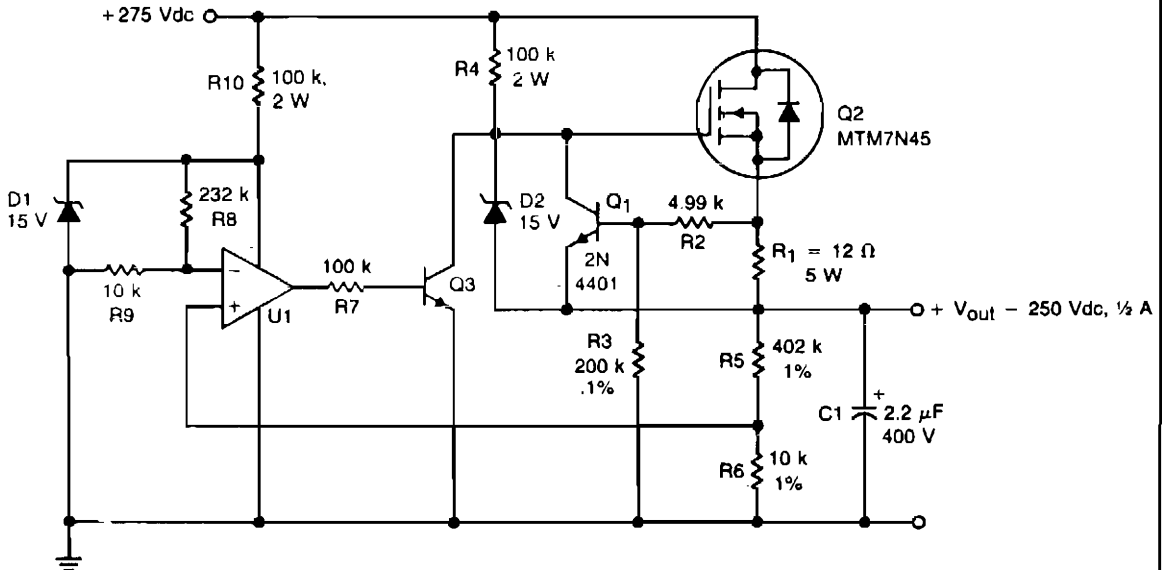 +275 Vdc
R10
100 k,
2 W
R4
100 k
2 W
Q2
MTM7N45
D1
15 V
232 k
R8
D2
15 V
Q1
4.99 k
R2
2N
4401
R1 = 12 Ω
5 W
10 k
R9
−
+
U1
100 k
R7
Q3
+ Vout − 250 Vdc, ½ A
R3
200 k
.1%
R5
402 k
1%
C1
+
2.2 μF
400 V
R6
10 k
1%